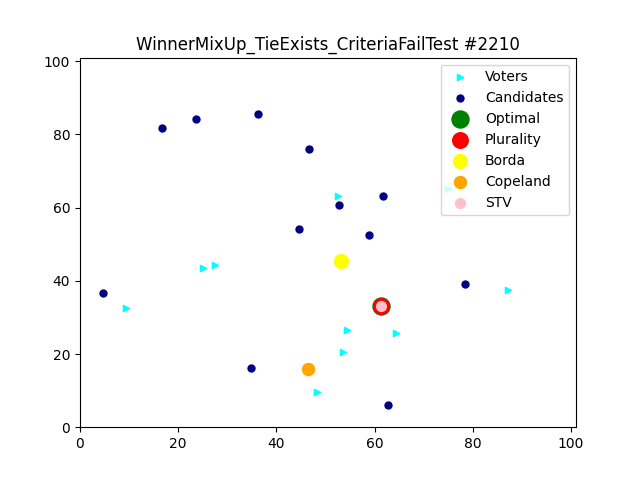 WinnerMixUp_TieExists_CriteriaFailTest #2210
Voters
Candidates
Optimal
Plurality
Borda
Copeland
STV
100
80
60
40
20
0
0 20 40 60 80 100